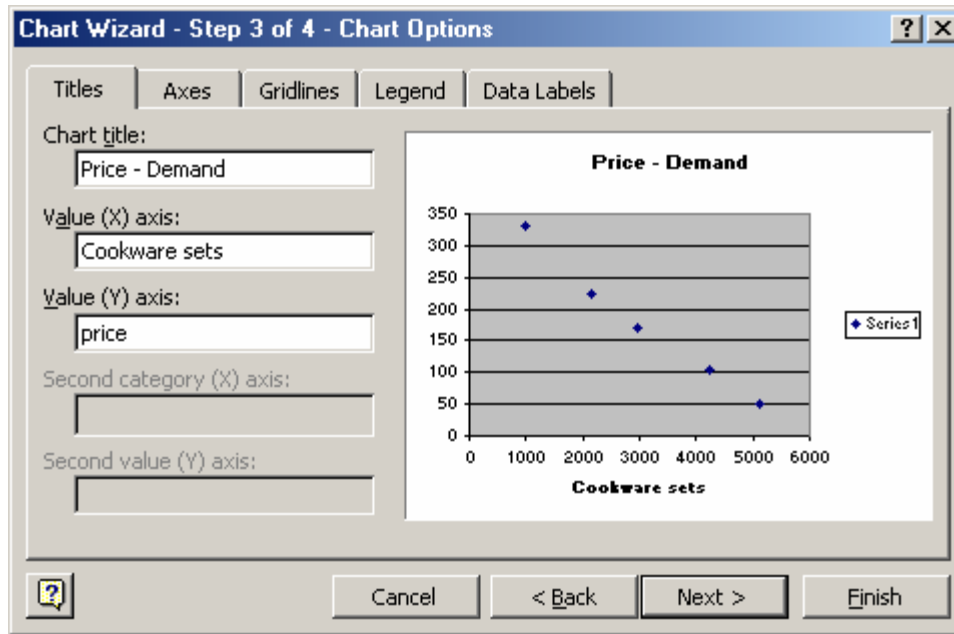 Chart Wizard - Step 3 of 4 - Chart Options
Titles
Axes
Gridlines
Legend
Data Labels
Chart title:
Price - Demand
Value (X) axis:
Cookware sets
Value (Y) axis:
price
Second category (X) axis:
Second value (Y) axis:
Price - Demand
350
300
250
200
150
100
50
0
0 1000 2000 3000 4000 5000 6000
Cookware sets
Series1
Cancel
< Back
Next >
Finish